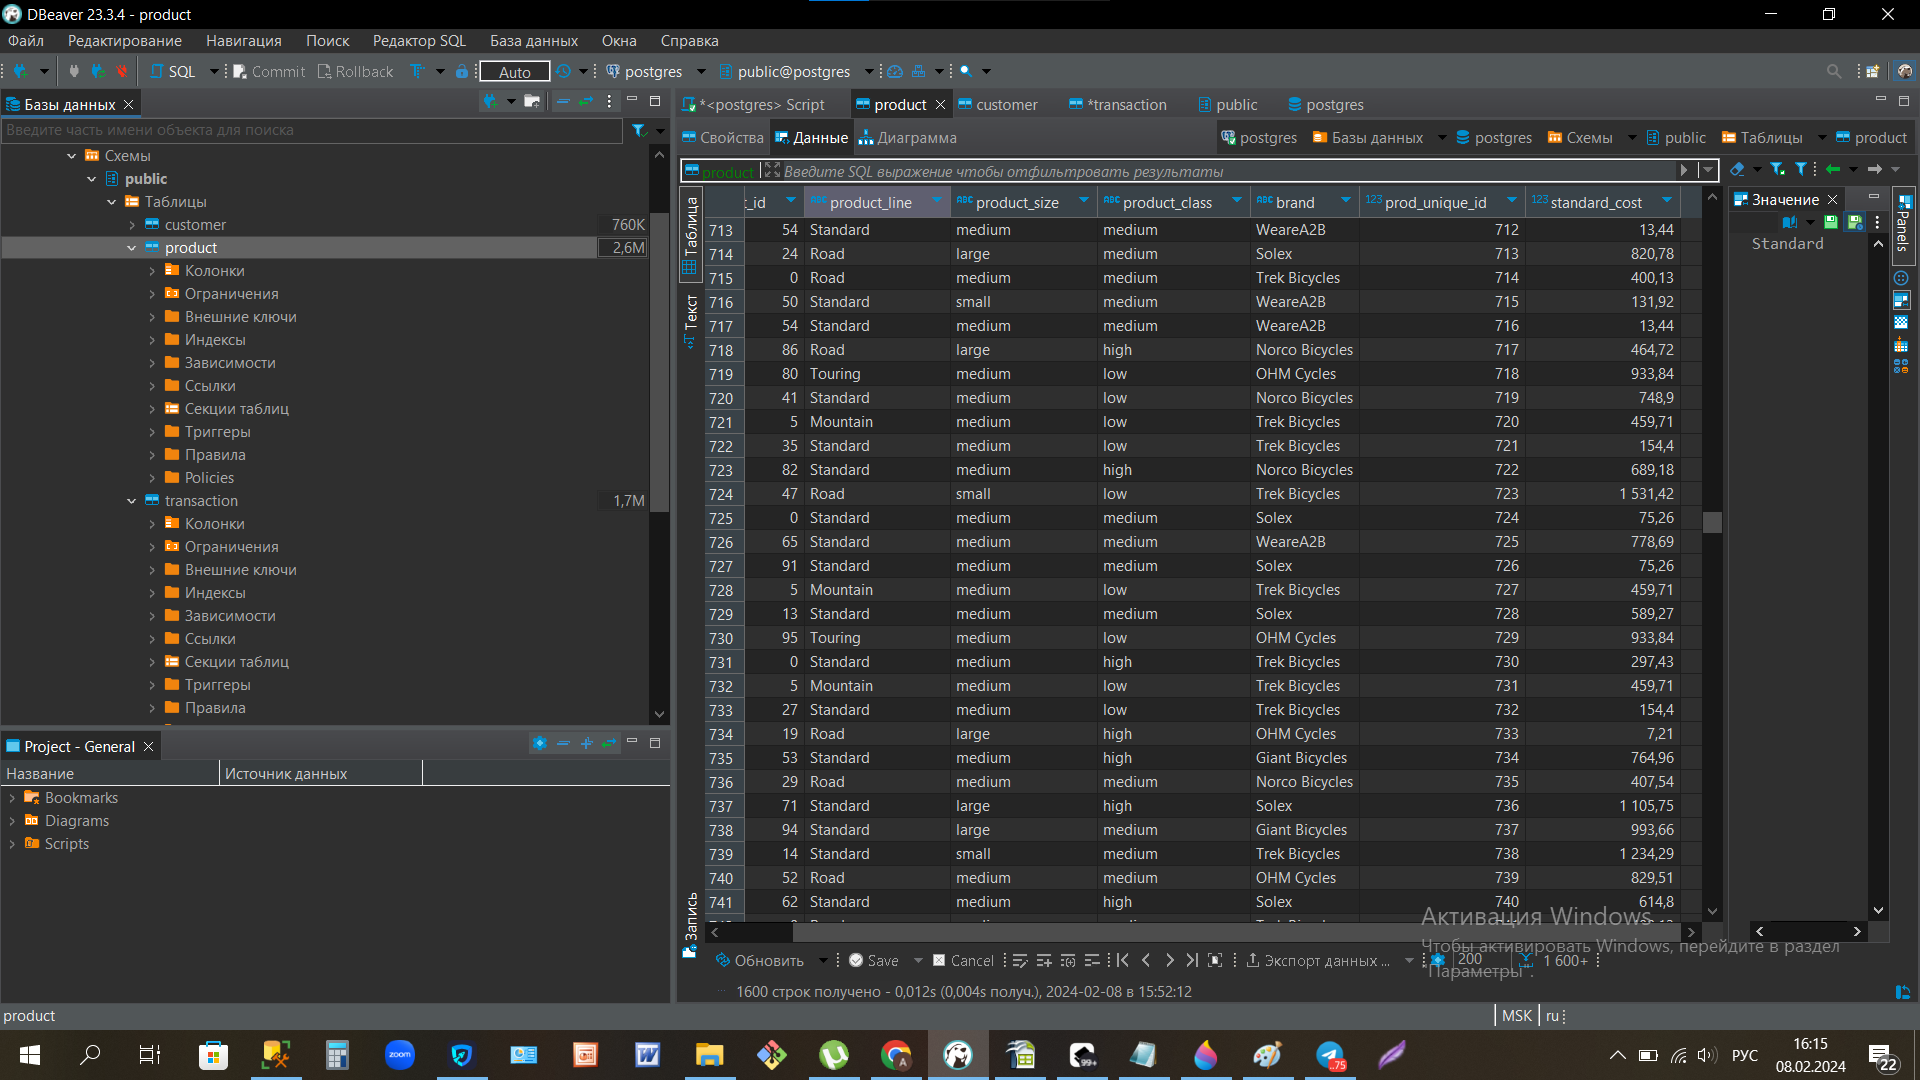 DBeaver 23.3.4 - product
Файл Редактирование Навигация Поиск Редактор SQL База данных Окна Справка
SQL Commit Rollback Auto postgres public@postgres
Базы данных
Введите часть имени объекта для поиска
Схемы
public
Таблицы
customer 760K
product 2,6M
Колонки
Ограничения
Внешние ключи
Индексы
Зависимости
Ссылки
Секции таблиц
Триггеры
Правила
Policies
transaction 1,7M
Колонки
Ограничения
Внешние ключи
Индексы
Зависимости
Ссылки
Секции таблиц
Триггеры
Правила
Project - General
Название Источник данных
Bookmarks
Diagrams
Scripts
*<postgres> Script product customer *transaction public postgres
Свойства Данные Диаграмма postgres Базы данных postgres Схемы public Таблицы product
product Введите SQL выражение чтобы отфильтровать результаты
Таблица
Текст
Запись
t_id product_line product_size product_class brand prod_unique_id standard_cost
713 54 Standard medium medium WeareA2B 712 13,44
714 24 Road large medium Solex 713 820,78
715 0 Road medium medium Trek Bicycles 714 400,13
716 50 Standard small medium WeareA2B 715 131,92
717 54 Standard medium medium WeareA2B 716 13,44
718 86 Road large high Norco Bicycles 717 464,72
719 80 Touring medium low OHM Cycles 718 933,84
720 41 Standard medium low Norco Bicycles 719 748,9
721 5 Mountain medium low Trek Bicycles 720 459,71
722 35 Standard medium low Trek Bicycles 721 154,4
723 82 Standard medium high Norco Bicycles 722 689,18
724 47 Road small low Trek Bicycles 723 1 531,42
725 0 Standard medium medium Solex 724 75,26
726 65 Standard medium medium WeareA2B 725 778,69
727 91 Standard medium medium Solex 726 75,26
728 5 Mountain medium low Trek Bicycles 727 459,71
729 13 Standard medium medium Solex 728 589,27
730 95 Touring medium low OHM Cycles 729 933,84
731 0 Standard medium high Trek Bicycles 730 297,43
732 5 Mountain medium low Trek Bicycles 731 459,71
733 27 Standard medium low Trek Bicycles 732 154,4
734 19 Road large high OHM Cycles 733 7,21
735 53 Standard medium high Giant Bicycles 734 764,96
736 29 Road medium medium Norco Bicycles 735 407,54
737 71 Standard large high Solex 736 1 105,75
738 94 Standard large medium Giant Bicycles 737 993,66
739 14 Standard small medium Trek Bicycles 738 1 234,29
740 52 Road medium medium OHM Cycles 739 829,51
741 62 Standard medium high Solex 740 614,8
Значение
Standard
Panels
Активация Windows
Чтобы активировать Windows, перейдите в раздел
"Параметры".
Обновить Save Cancel Экспорт данных ... 200 1 600+
1600 строк получено - 0,012s (0,004s получ.), 2024-02-08 в 15:52:12
product MSK ru
zoom
99+
75
РУС
16:15
08.02.2024
22